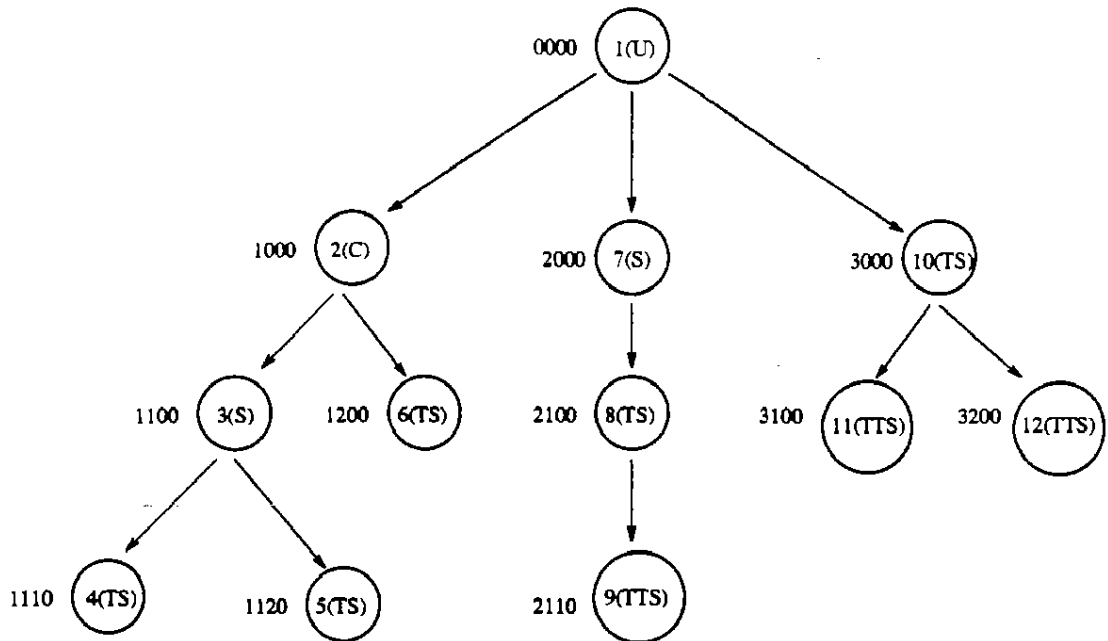 0000 1(U)
1000 2(C) 2000 7(S) 3000 10(TS)
1100 3(S) 1200 6(TS) 2100 8(TS) 3100 11(TTS) 3200 12(TTS)
1110 4(TS) 1120 5(TS) 2110 9(TTS)